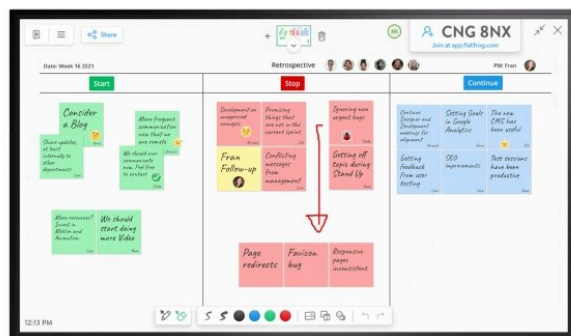 Share
CNG 8NX
Join at app.flatfrog.com
Date: Week 16 2021
Retrospective
PM: Fran
Start
Stop
Continue
Consider
a Blog
More frequent
communication
now that we
are remote
Share updates,
at least
internally to
other
departments
We should over
communicate
now. Feel free
to contact
More resources?
Invest in
Motion and
Animation.
We should
start doing
more Video
Development on
unapproved
concepts
Promising
things that
are not in the
current sprint
Ignoring non
urgent bugs
Fran
Follow-up
Conflicting
messages
from
management
Getting off
topic during
Stand Up
Page
redirects
Favicon
bug
Responsive
pages
inconsistent
Continue
Designer and
Development
meetings for
alignment
Setting Goals
in Google
Analytics
The new
CMS has
been useful
Getting
Feedback
From user
testing
SEO
improvements
Test sessions
have been
productive
12:13 PM